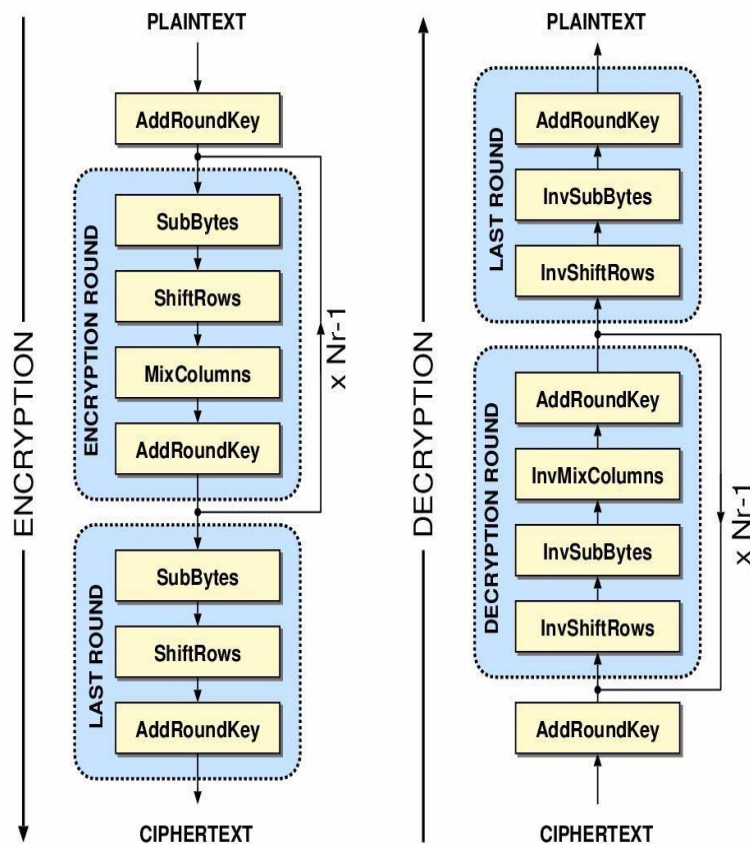 PLAINTEXT
AddRoundKey
SubBytes
ShiftRows
MixColumns
AddRoundKey
ENCRYPTION ROUND
x Nr-1
SubBytes
ShiftRows
AddRoundKey
LAST ROUND
CIPHERTEXT
ENCRYPTION
PLAINTEXT
AddRoundKey
InvSubBytes
InvShiftRows
LAST ROUND
AddRoundKey
InvMixColumns
InvSubBytes
InvShiftRows
DECRYPTION ROUND
x Nr-1
AddRoundKey
CIPHERTEXT
DECRYPTION